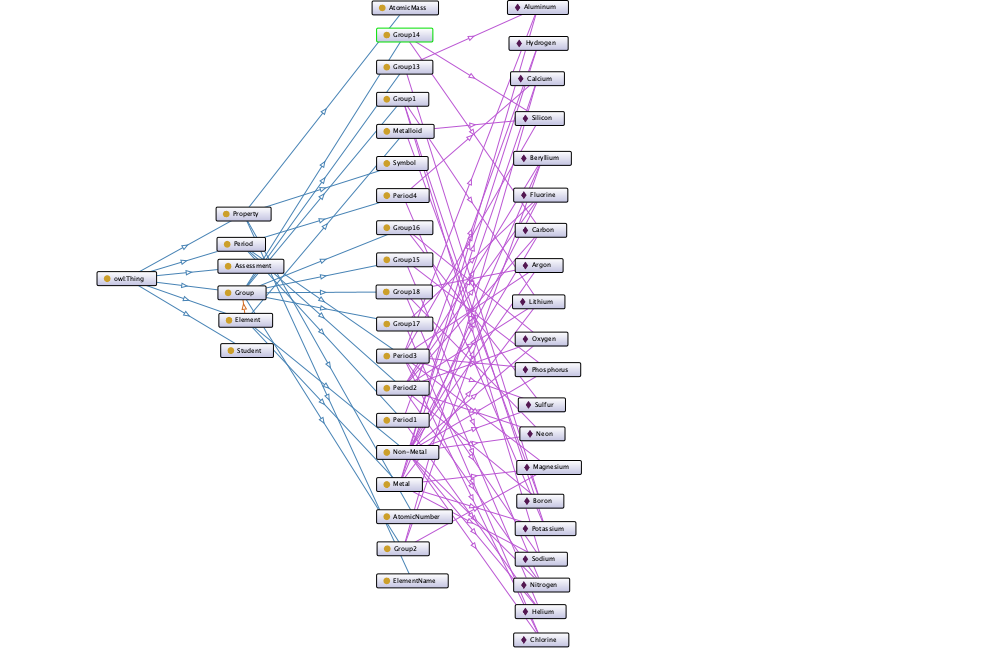 owl:Thing
Property
Period
Assessment
Group
Element
Student
AtomicMass
Group14
Group13
Group1
Metalloid
Symbol
Period4
Group16
Group15
Group18
Group17
Period3
Period2
Period1
Non-Metal
Metal
AtomicNumber
Group2
ElementName
Aluminum
Hydrogen
Calcium
Silicon
Beryllium
Fluorine
Carbon
Argon
Lithium
Oxygen
Phosphorus
Sulfur
Neon
Magnesium
Boron
Potassium
Sodium
Nitrogen
Helium
Chlorine